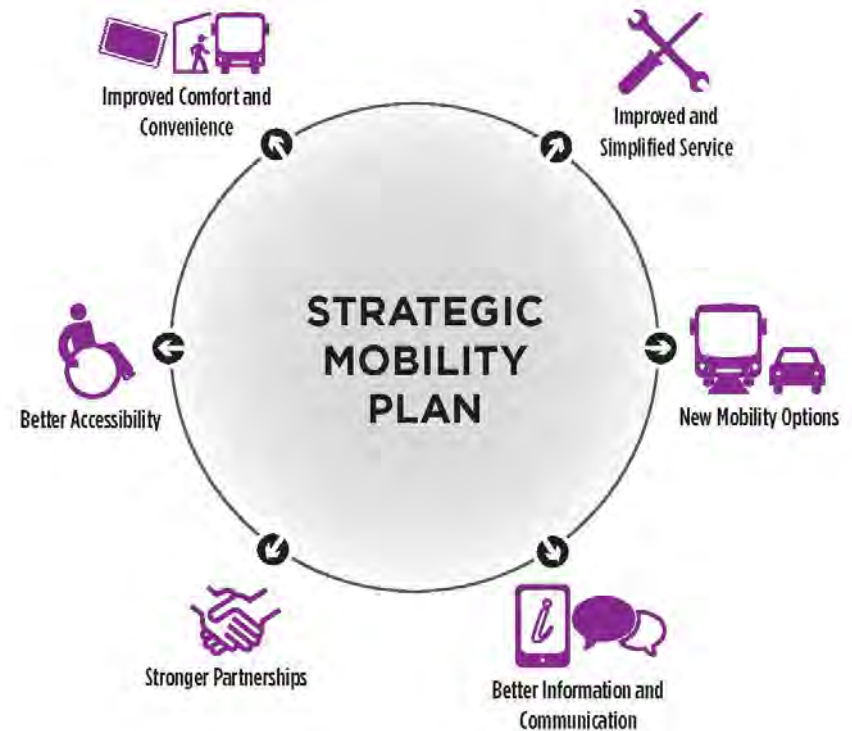 Improved Comfort and
Convenience
Improved and
Simplified Service
STRATEGIC
MOBILITY
PLAN
Better Accessibility
New Mobility Options
Stronger Partnerships
i
Better Information and
Communication